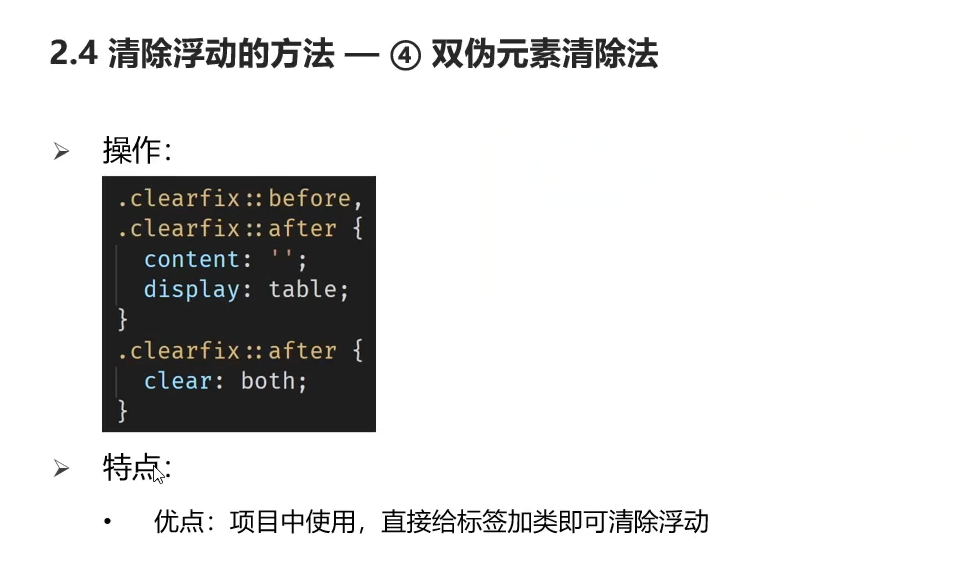 2.4 清除浮动的方法 — ④ 双伪元素清除法
操作：
.clearfix::before,
.clearfix::after {
content: '';
display: table;
}
.clearfix::after {
clear: both;
}
特点：
• 优点：项目中使用，直接给标签加类即可清除浮动